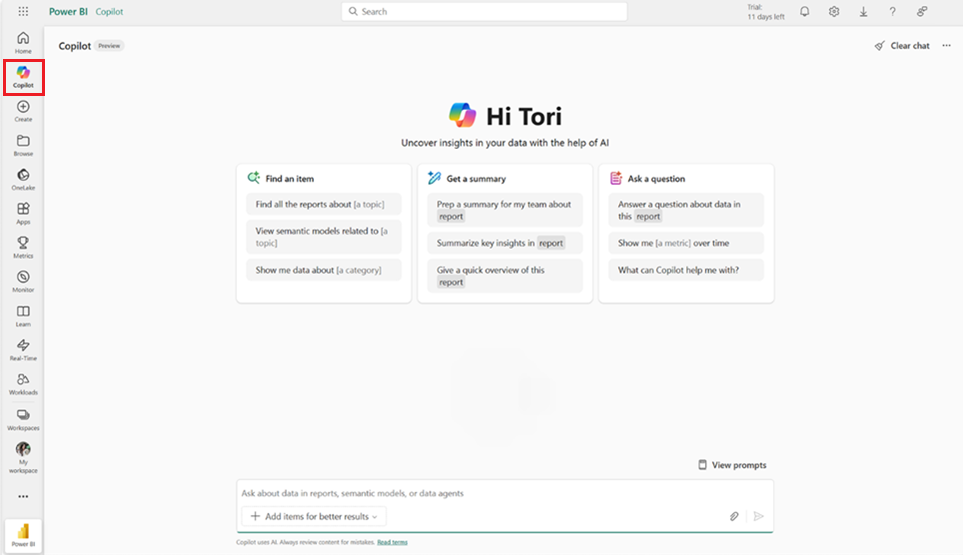 Power BI Copilot
Search
Trial:
11 days left
Home
Copilot
Create
Browse
OneLake
Apps
Metrics
Monitor
Learn
Real-Time
Workloads
Workspaces
My
workspace
Power BI
Copilot Preview
Clear chat
Hi Tori
Uncover insights in your data with the help of AI
Find an item
Find all the reports about [a topic]
View semantic models related to [a
topic]
Show me data about [a category]
Get a summary
Prep a summary for my team about
report
Summarize key insights in report
Give a quick overview of this
report
Ask a question
Answer a question about data in
this report
Show me [a metric] over time
What can Copilot help me with?
View prompts
Ask about data in reports, semantic models, or data agents
Add items for better results
Copilot uses AI. Always review content for mistakes. Read terms